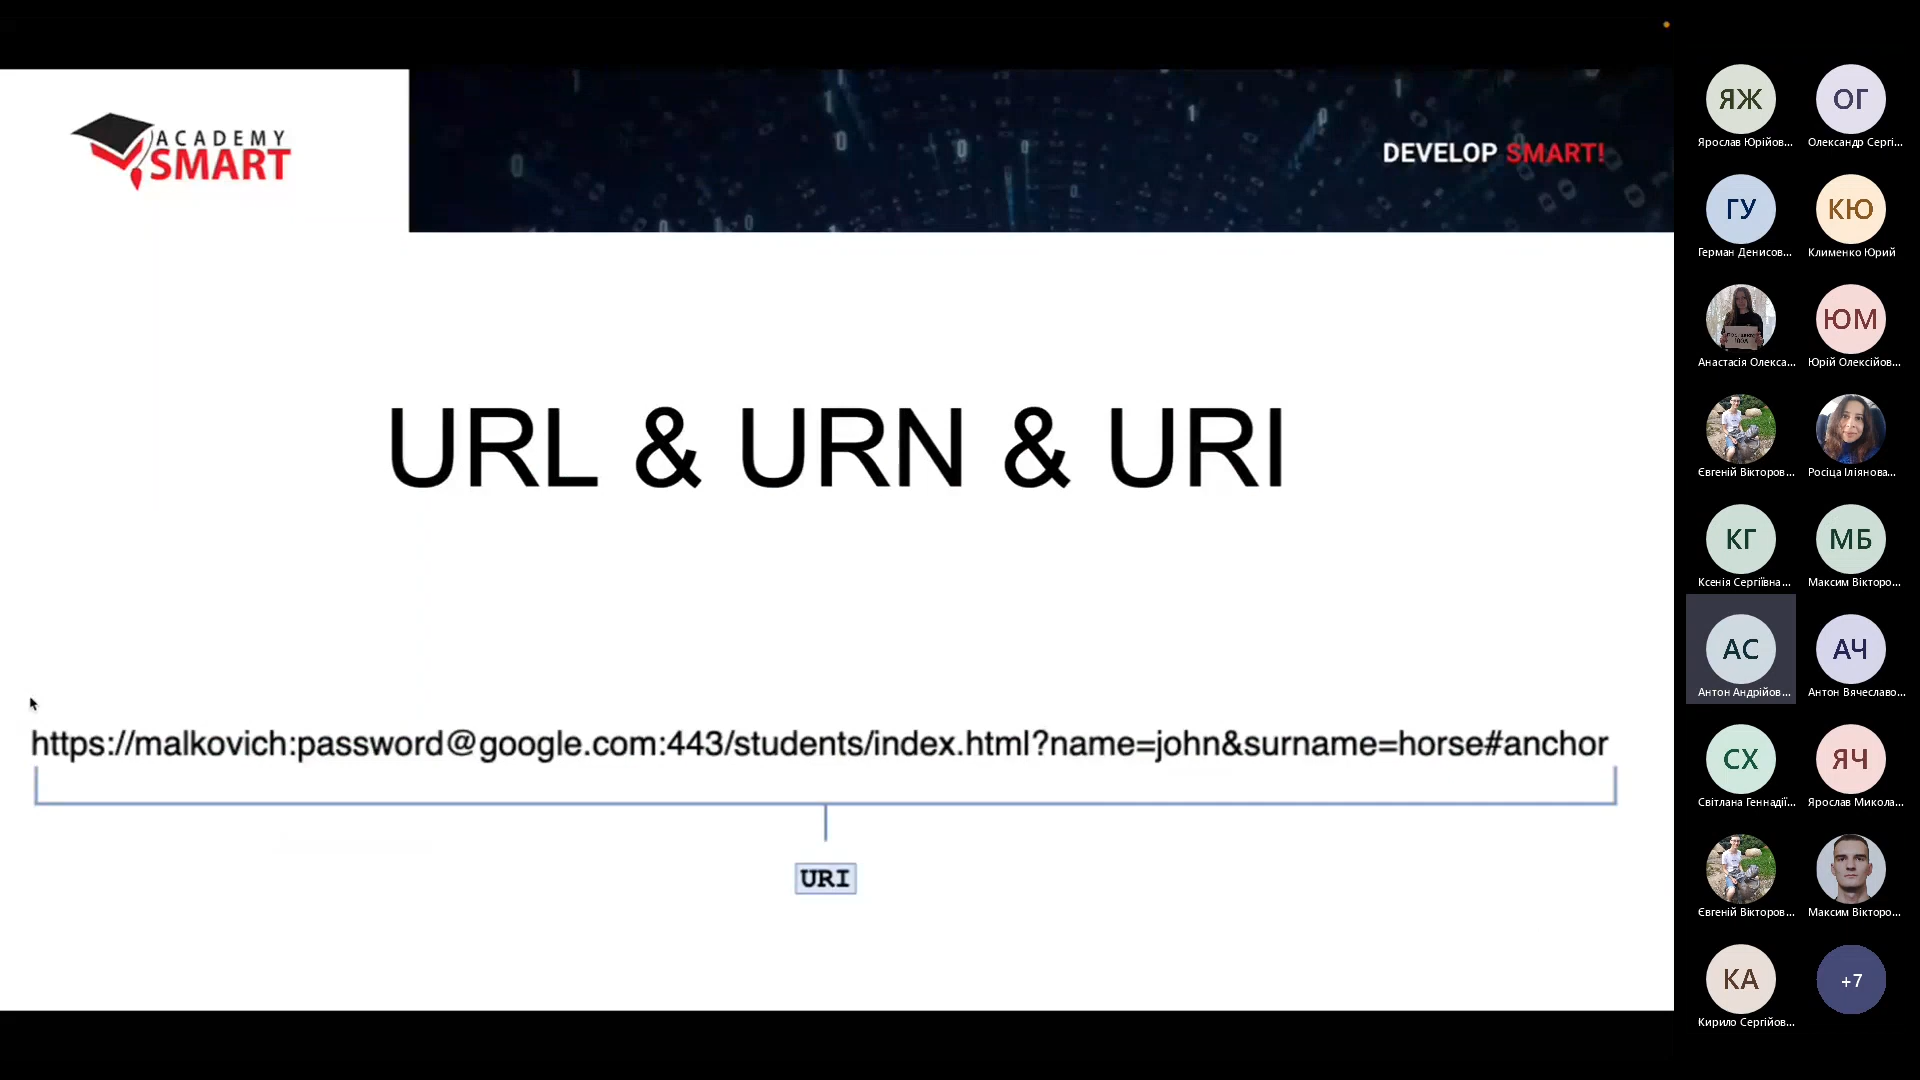 ACADEMY
SMART
DEVELOP SMART!
URL & URN & URI
https://malkovich:password@google.com:443/students/index.html?name=john&surname=horse#anchor
URI
ЯЖ
Ярослав Юрійов...
ОГ
Олександр Сергі...
ГУ
Герман Денисов...
КЮ
Клименко Юрий
Анастасія Олекса...
ЮМ
Юрій Олексійов...
Євгеній Вікторов...
Росіца Іліянова...
КГ
Ксенія Сергіївна...
МБ
Максим Вікторо...
АС
Антон Андрійов...
АЧ
Антон Вячеславо...
СХ
Світлана Геннадії...
ЯЧ
Ярослав Микола...
Євгеній Вікторов...
Максим Вікторо...
КА
Кирило Сергійов...
+7